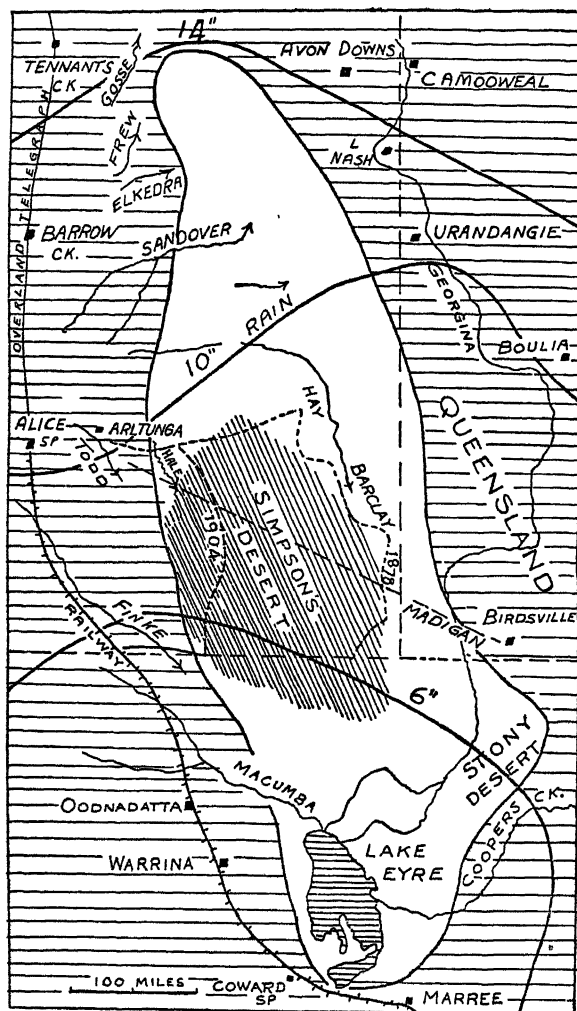 14"
AVON DOWNS
TENNANTS
CK.
GOSSE
CAMOOWEAL
FREW
L
NASH
ELKEDRA
OVERLAND TELEGRAPH
BARROW
CK.
SANDOVER
URANDANGIE
GEORGINA
RAIN
10"
BOULIA
HAY
QUEENSLAND
ALICE
SP
ARLTUNGA
TODD
HALE
BARCLAY
SIMPSON'S
DESERT
1904
1878
MADIGAN
BIRDSVILLE
FINKE
RAILWAY
6"
STONY
DESERT
MACUMBA
OODNADATTA
COOPERS CK.
WARRINA
LAKE
EYRE
100 MILES
COWARD
SP
MARREE